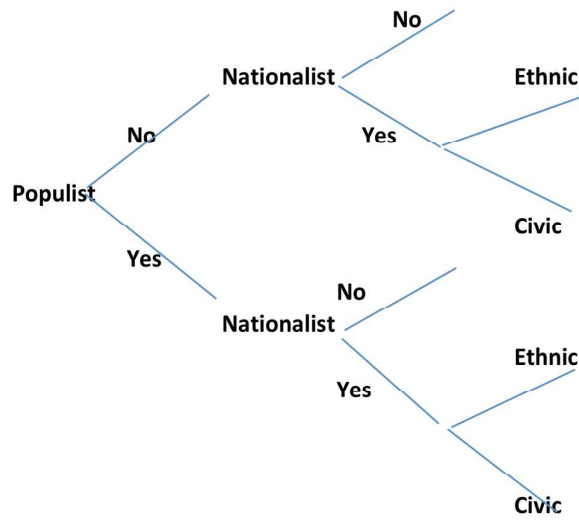 No
Nationalist
Ethnic
No
Yes
Populist
Civic
Yes
No
Nationalist
Ethnic
Yes
Civic